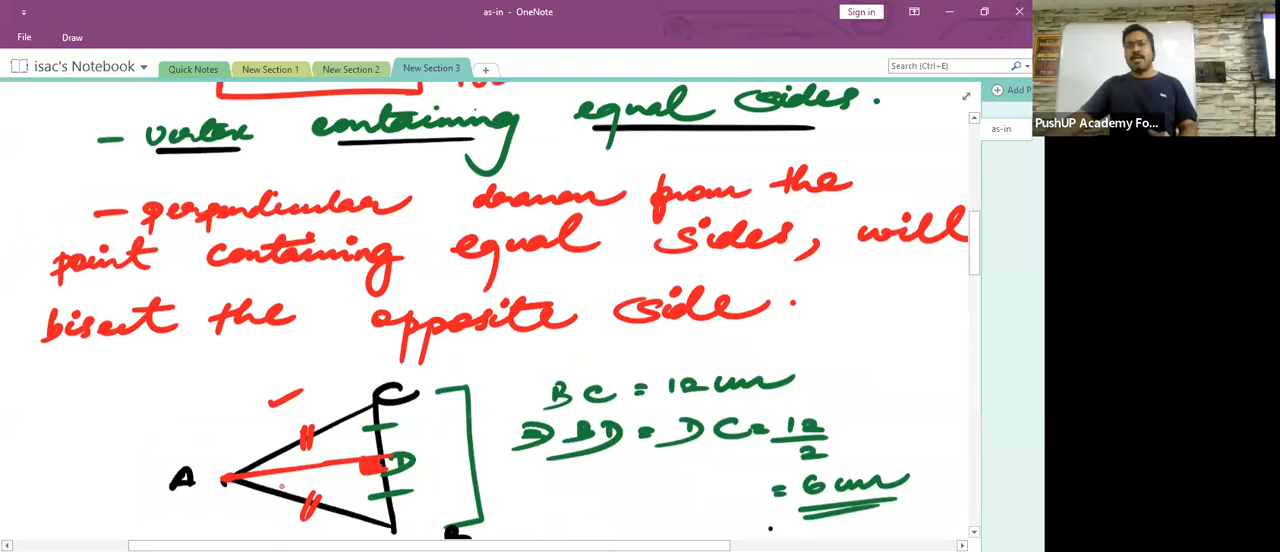 as-in - OneNote
Sign in
File
Draw
isac's Notebook
Quick Notes
New Section 1
New Section 2
New Section 3
Search (Ctrl+E)
Add P
as-in
PushUP Academy Fo...
- vertex containing equal sides.
- perpendicular drawn from the
point containing equal sides, will
bisect the opposite side.
C
BC = 12 cm
⇒ BD = DC = 12/2
A
D
= 6 cm
B